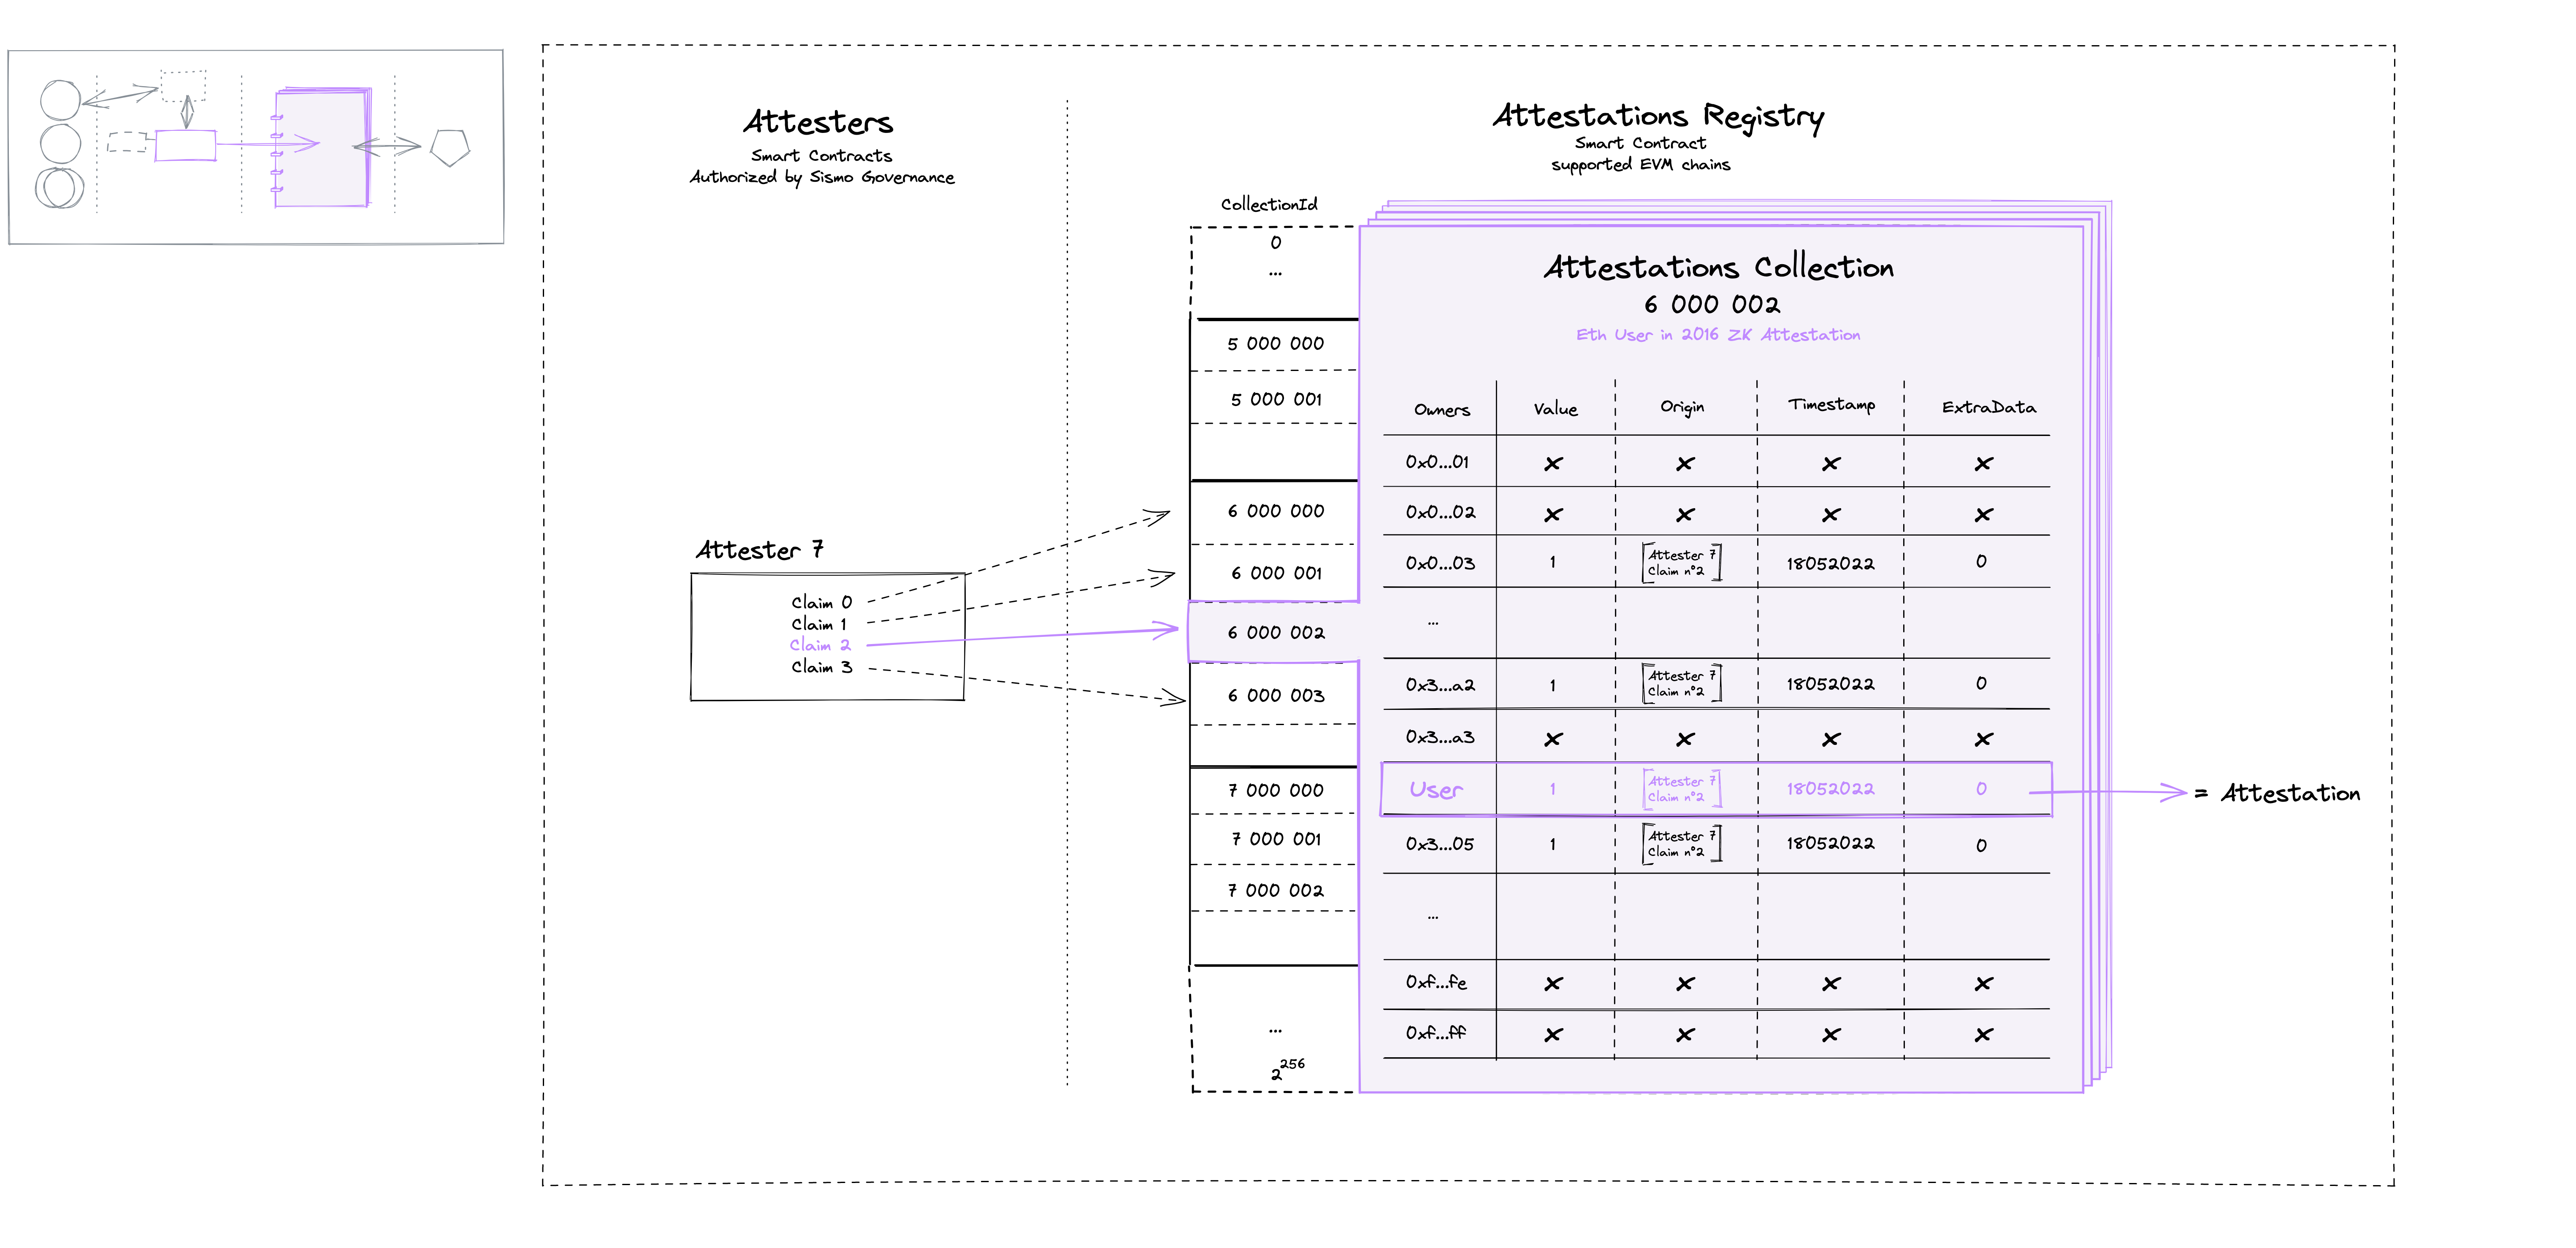 Attesters
Smart Contracts
Authorized by Sismo Governance
Attestations Registry
Smart Contract
supported EVM chains
Attester 7
Claim 0
Claim 1
Claim 2
Claim 3
CollectionId
0
...
5 000 000
5 000 001
6 000 000
6 000 001
6 000 002
6 000 003
7 000 000
7 000 001
7 000 002
...
2^256
Attestations Collection
6 000 002
Eth User in 2016 ZK Attestation
Owners Value Origin Timestamp ExtraData
0x0...01 × × × ×
0x0...02 × × × ×
0x0...03 1 [Attester 7 Claim n°2] 18052022 0
...
0x3...a2 1 [Attester 7 Claim n°2] 18052022 0
0x3...a3 × × × ×
User 1 [Attester 7 Claim n°2] 18052022 0 = Attestation
0x3...05 1 [Attester 7 Claim n°2] 18052022 0
...
0xf...fe × × × ×
0xf...ff × × × ×